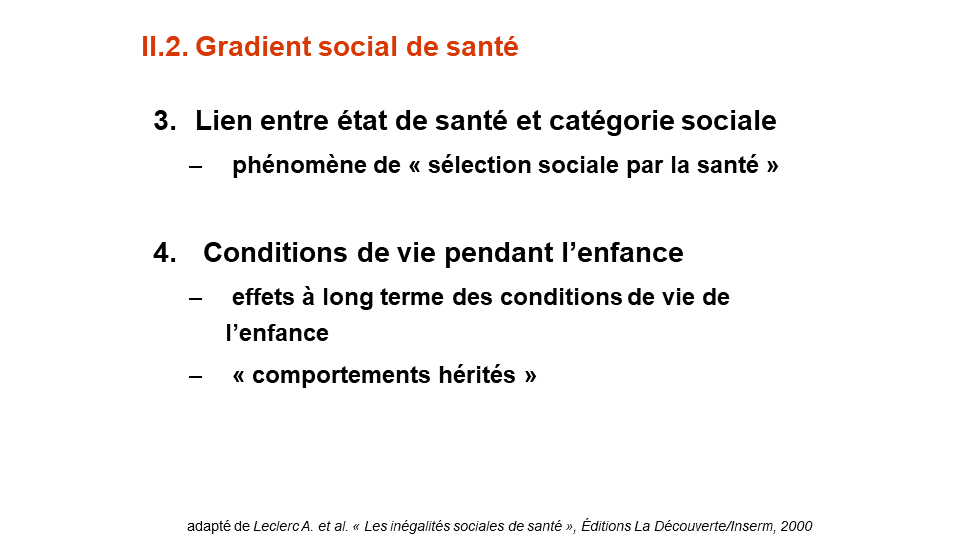 II.2. Gradient social de santé
3. Lien entre état de santé et catégorie sociale
– phénomène de « sélection sociale par la santé »
4. Conditions de vie pendant l’enfance
– effets à long terme des conditions de vie de
l’enfance
– « comportements hérités »
adapté de Leclerc A. et al. « Les inégalités sociales de santé », Éditions La Découverte/Inserm, 2000